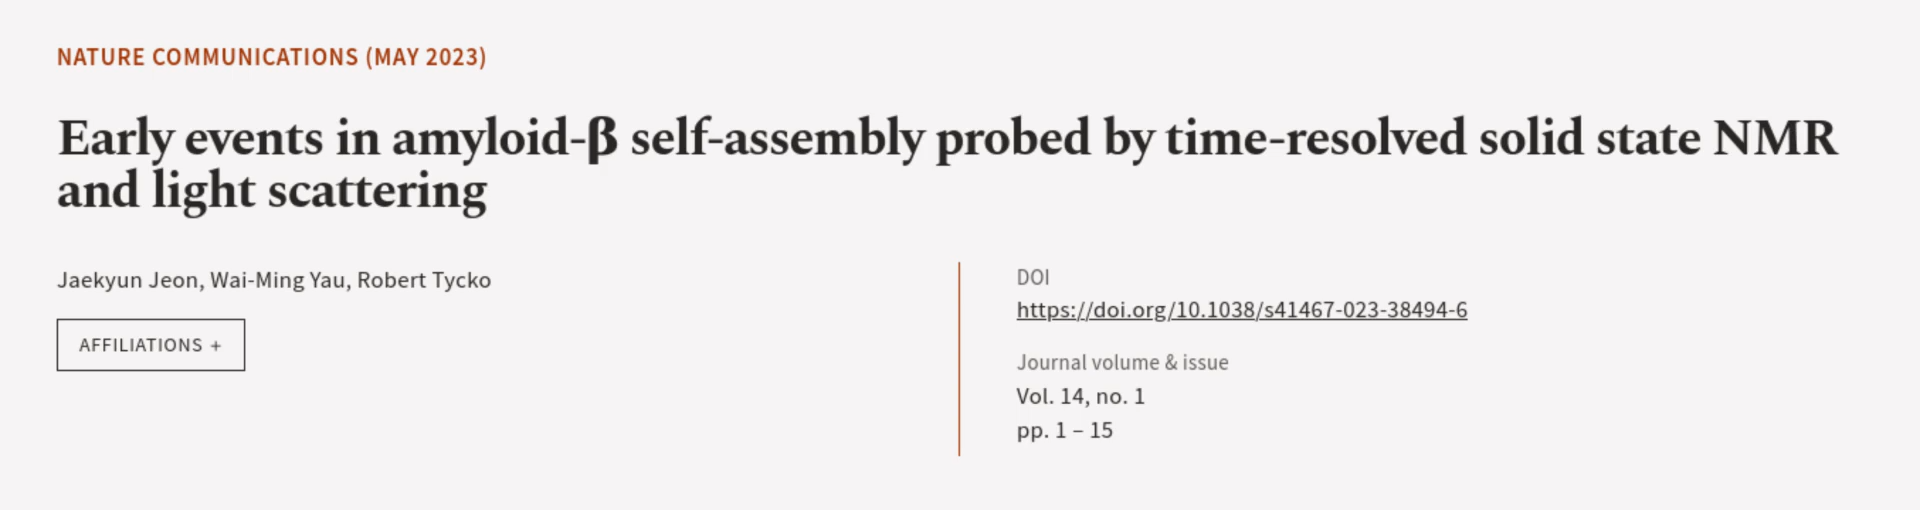 NATURE COMMUNICATIONS (MAY 2023)
Early events in amyloid-β self-assembly probed by time-resolved solid state NMR
and light scattering
Jaekyun Jeon, Wai-Ming Yau, Robert Tycko
AFFILIATIONS +
DOI
https://doi.org/10.1038/s41467-023-38494-6
Journal volume & issue
Vol. 14, no. 1
pp. 1 – 15